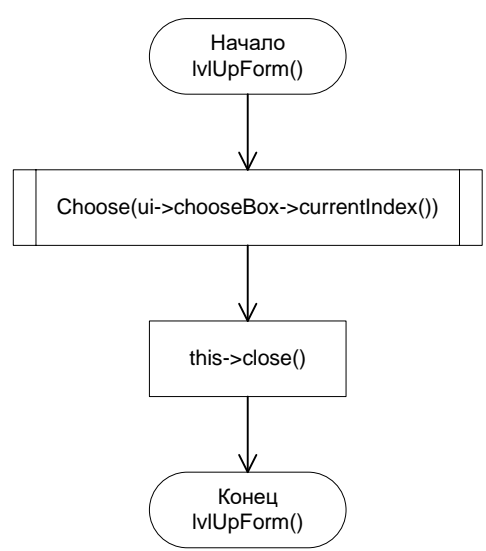 Начало
lvlUpForm()
Choose(ui->chooseBox->currentIndex())
this->close()
Конец
lvlUpForm()